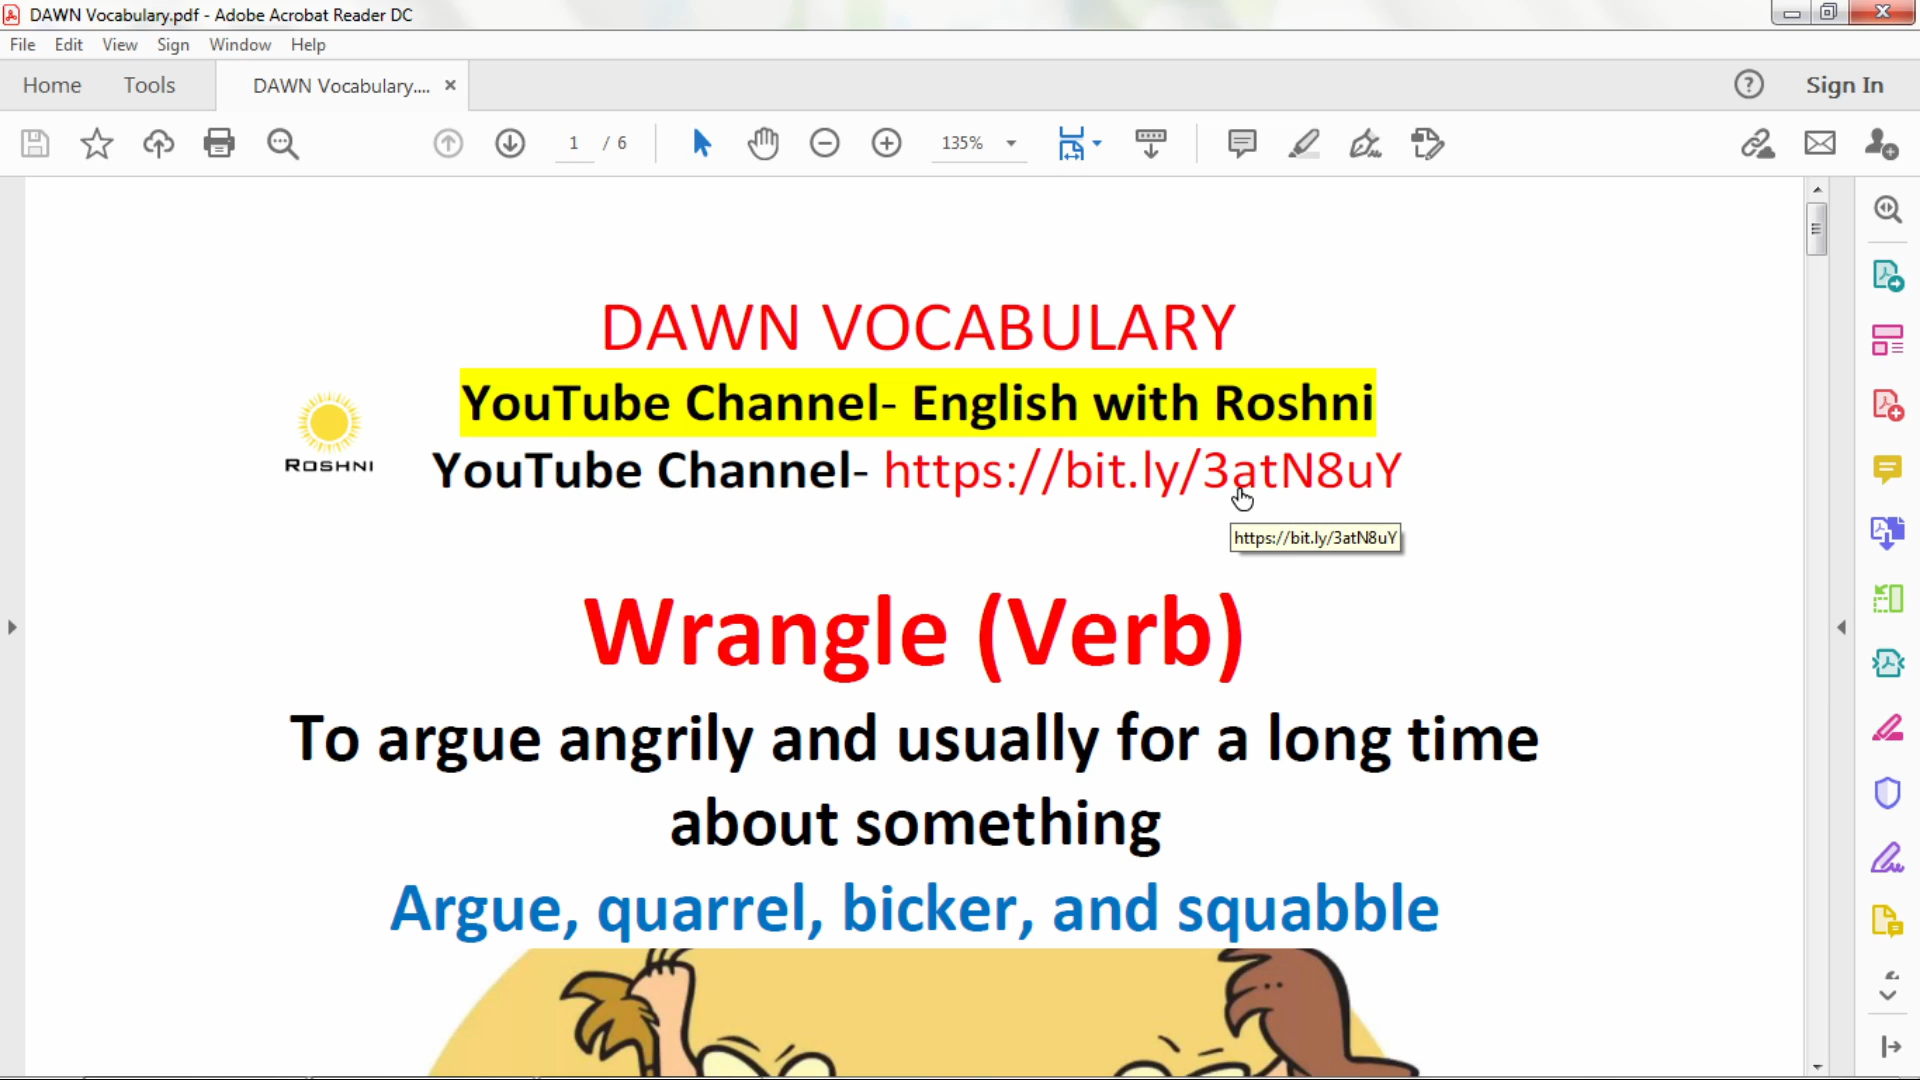 DAWN Vocabulary.pdf - Adobe Acrobat Reader DC
File Edit View Sign Window Help
Home Tools DAWN Vocabulary.... Sign In
1 / 6 135%
DAWN VOCABULARY
YouTube Channel- English with Roshni
ROSHNI
YouTube Channel- https://bit.ly/3atN8uY
https://bit.ly/3atN8uY
Wrangle (Verb)
To argue angrily and usually for a long time
about something
Argue, quarrel, bicker, and squabble